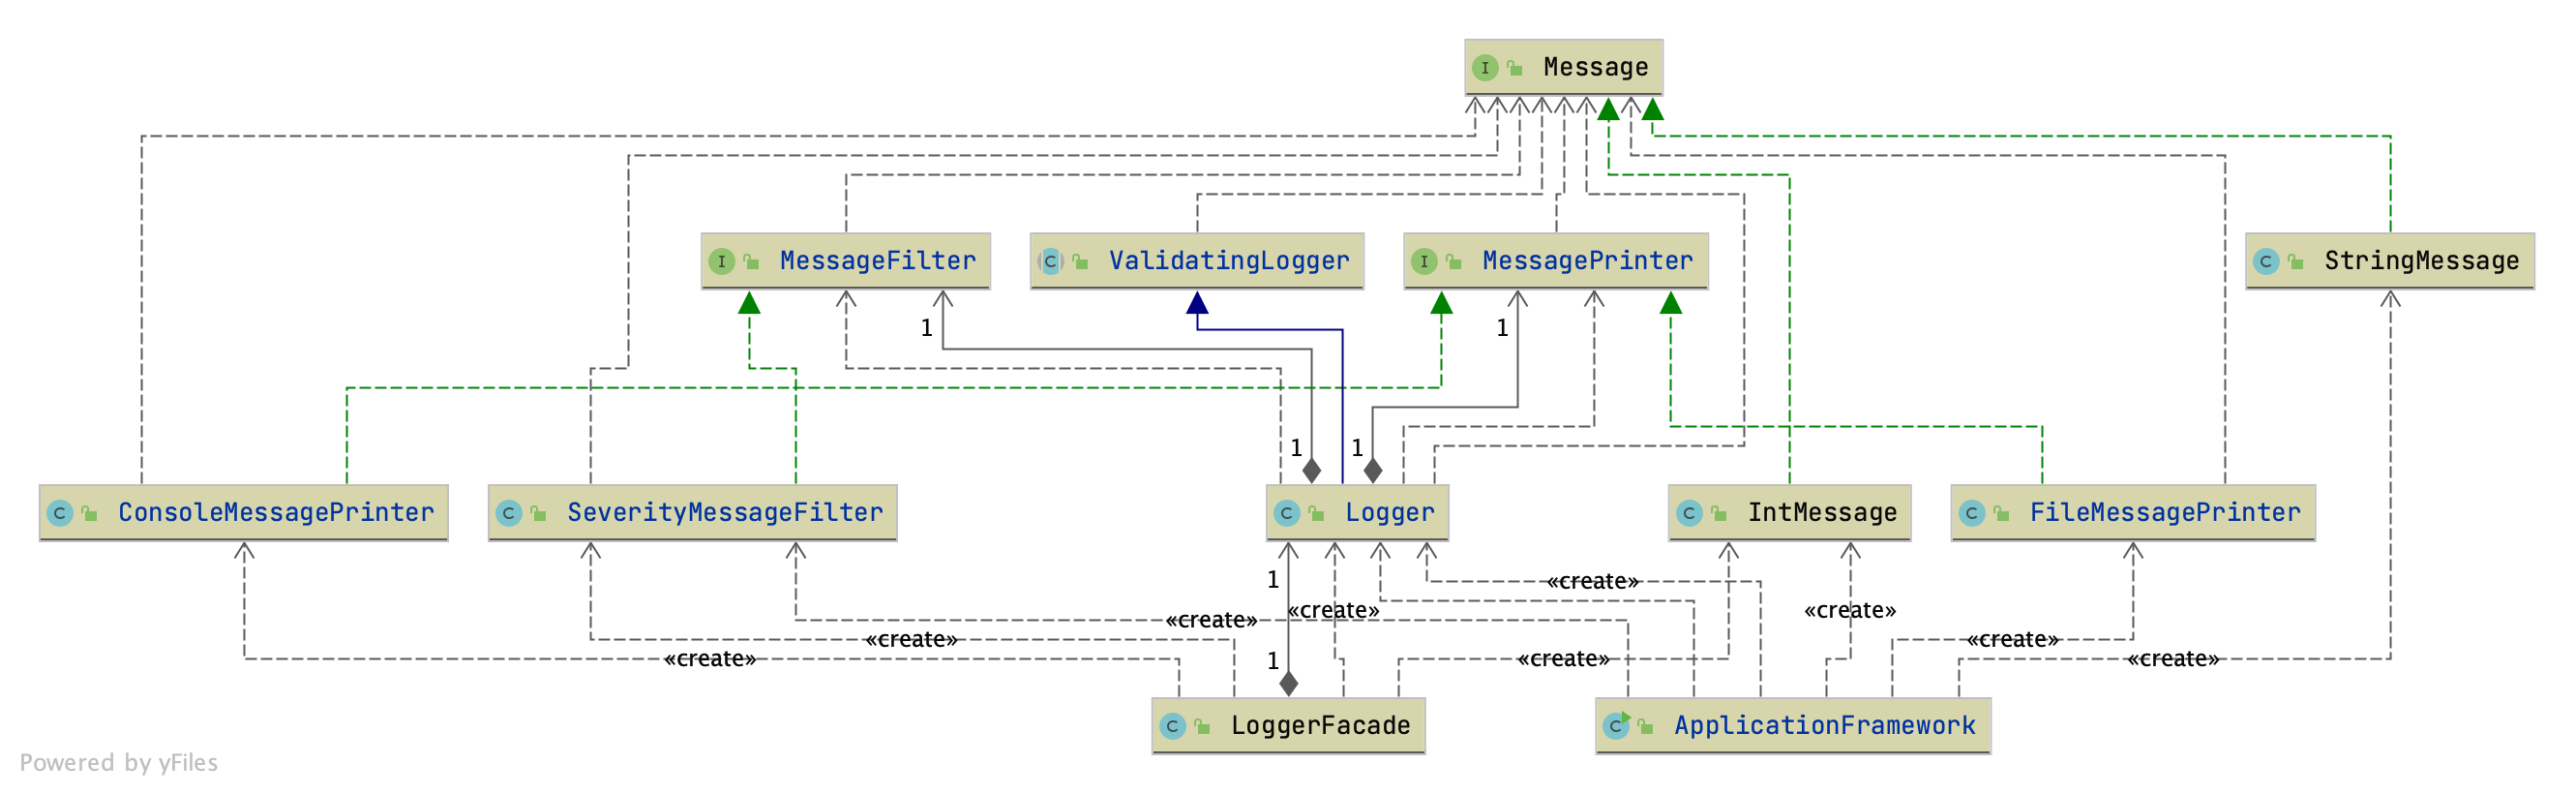 Message
MessageFilter
ValidatingLogger
MessagePrinter
StringMessage
1
1
1
1
ConsoleMessagePrinter
SeverityMessageFilter
Logger
IntMessage
FileMessagePrinter
1
«create»
«create»
«create»
«create»
«create»
«create»
«create»
«create»
«create»
1
LoggerFacade
ApplicationFramework
Powered by yFiles